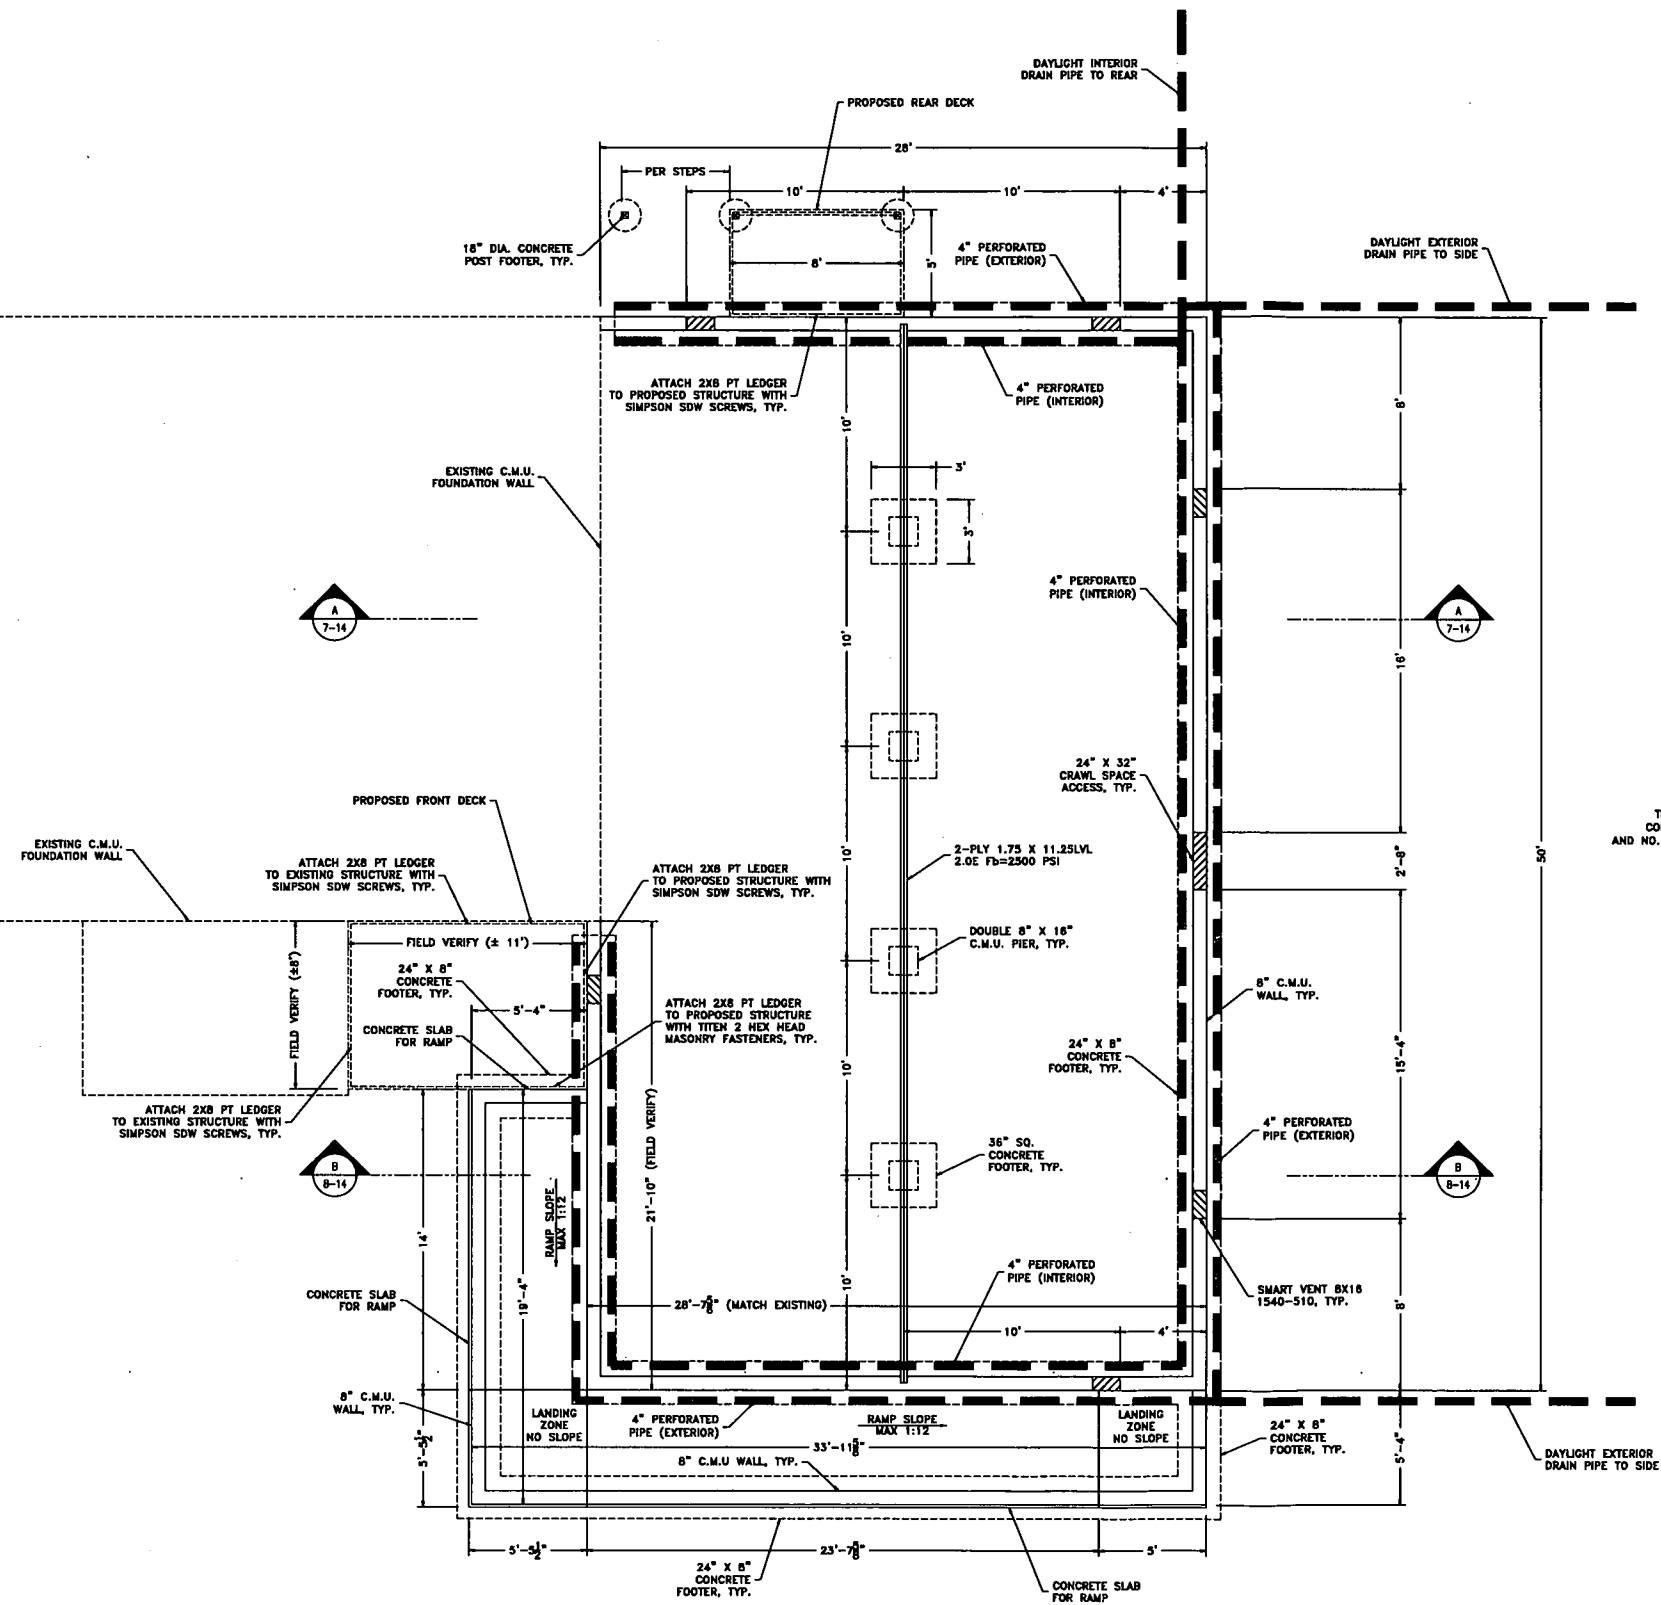 DAYLIGHT INTERIOR
DRAIN PIPE TO REAR
PROPOSED REAR DECK
28'
PER STEPS
10'
10'
4'
18" DIA. CONCRETE
POST FOOTER, TYP.
8'
5'
4" PERFORATED
PIPE (EXTERIOR)
DAYLIGHT EXTERIOR
DRAIN PIPE TO SIDE
ATTACH 2X8 PT LEDGER
TO PROPOSED STRUCTURE WITH
SIMPSON SDW SCREWS, TYP.
4" PERFORATED
PIPE (INTERIOR)
10'
8'
EXISTING C.M.U.
FOUNDATION WALL
3'
3'
4" PERFORATED
PIPE (INTERIOR)
A
7-14
A
7-14
10'
16'
24" X 32"
CRAWL SPACE
ACCESS, TYP.
PROPOSED FRONT DECK
EXISTING C.M.U.
FOUNDATION WALL
ATTACH 2X8 PT LEDGER
TO EXISTING STRUCTURE WITH
SIMPSON SDW SCREWS, TYP.
ATTACH 2X8 PT LEDGER
TO PROPOSED STRUCTURE WITH
SIMPSON SDW SCREWS, TYP.
10'
2-PLY 1.75 X 11.25LVL
2.0E Fb=2500 PSI
2'-8"
50'
AND NO.
FIELD VERIFY (± 11')
FIELD VERIFY (±8')
24" X 8"
CONCRETE
FOOTER, TYP.
5'-4"
DOUBLE 8" X 16"
C.M.U. PIER, TYP.
8" C.M.U.
WALL, TYP.
CONCRETE SLAB
FOR RAMP
ATTACH 2X8 PT LEDGER
TO PROPOSED STRUCTURE
WITH TITEN 2 HEX HEAD
MASONRY FASTENERS, TYP.
24" X 8"
CONCRETE
FOOTER, TYP.
10'
15'-4"
ATTACH 2X8 PT LEDGER
TO EXISTING STRUCTURE WITH
SIMPSON SDW SCREWS, TYP.
21'-10" (FIELD VERIFY)
36" SQ.
CONCRETE
FOOTER, TYP.
4" PERFORATED
PIPE (EXTERIOR)
B
8-14
B
8-14
RAMP SLOPE
MAX 1:12
14'
19'-4"
10'
4" PERFORATED
PIPE (INTERIOR)
CONCRETE SLAB
FOR RAMP
28'-7⅝" (MATCH EXISTING)
SMART VENT 8X16
1540-510, TYP.
8'
10'
4'
8" C.M.U.
WALL, TYP.
LANDING
ZONE
NO SLOPE
4" PERFORATED
PIPE (EXTERIOR)
RAMP SLOPE
MAX 1:12
LANDING
ZONE
NO SLOPE
24" X 8"
CONCRETE
FOOTER, TYP.
5'-5½"
33'-11⅝"
8" C.M.U WALL, TYP.
5'-4"
DAYLIGHT EXTERIOR
DRAIN PIPE TO SIDE
5'-5½"
23'-7⅝"
5'
24" X 8"
CONCRETE
FOOTER, TYP.
CONCRETE SLAB
FOR RAMP